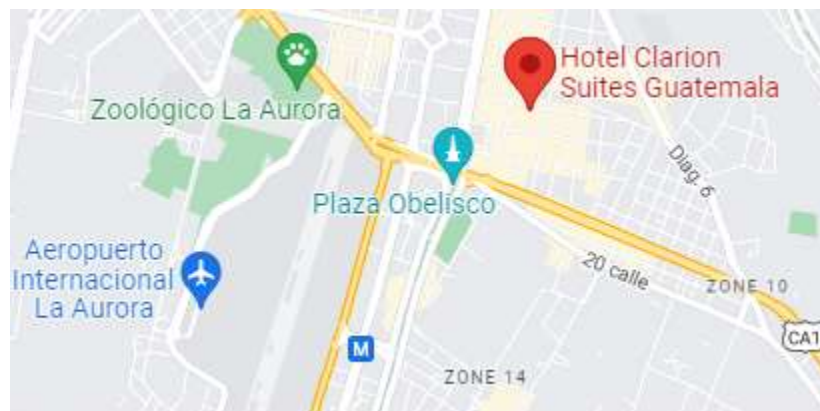 Hotel Clarion
Suites Guatemala
Zoológico La Aurora
Diag. 6
Plaza Obelisco
Aeropuerto
Internacional
La Aurora
20 calle
ZONE 10
CA1
M
ZONE 14